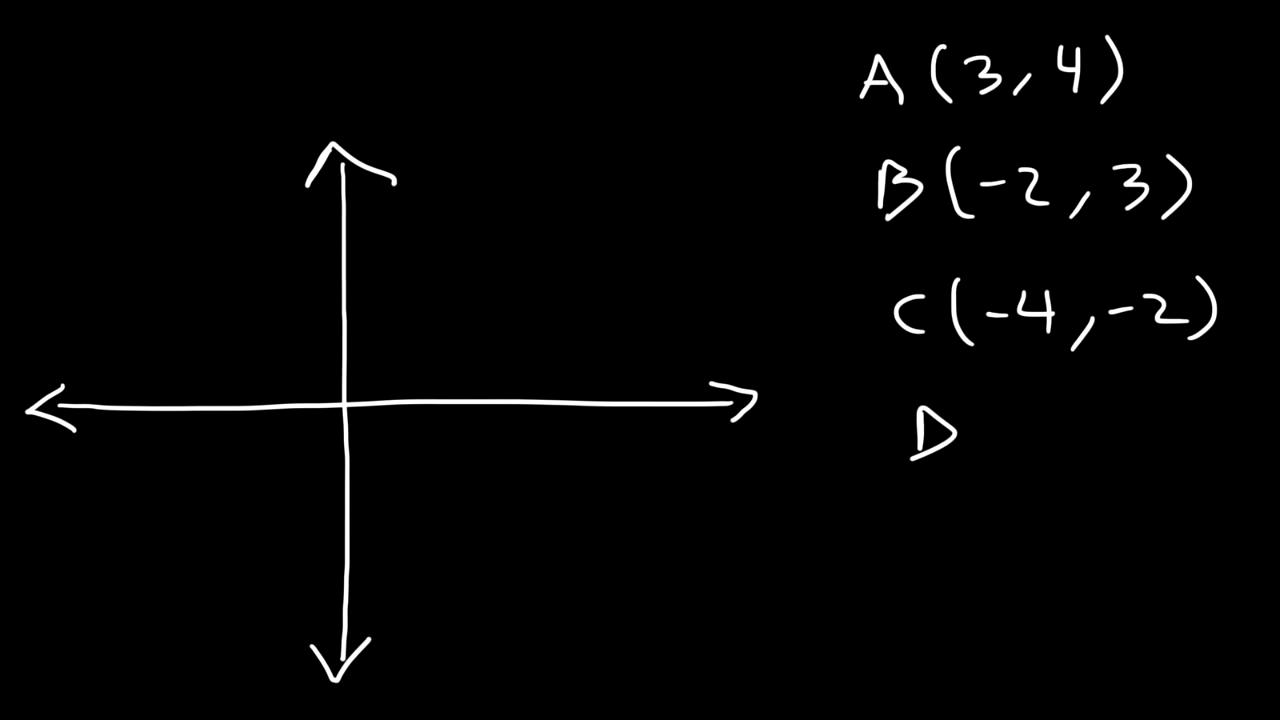 A (3, 4)
B (-2, 3)
C (-4, -2)
D